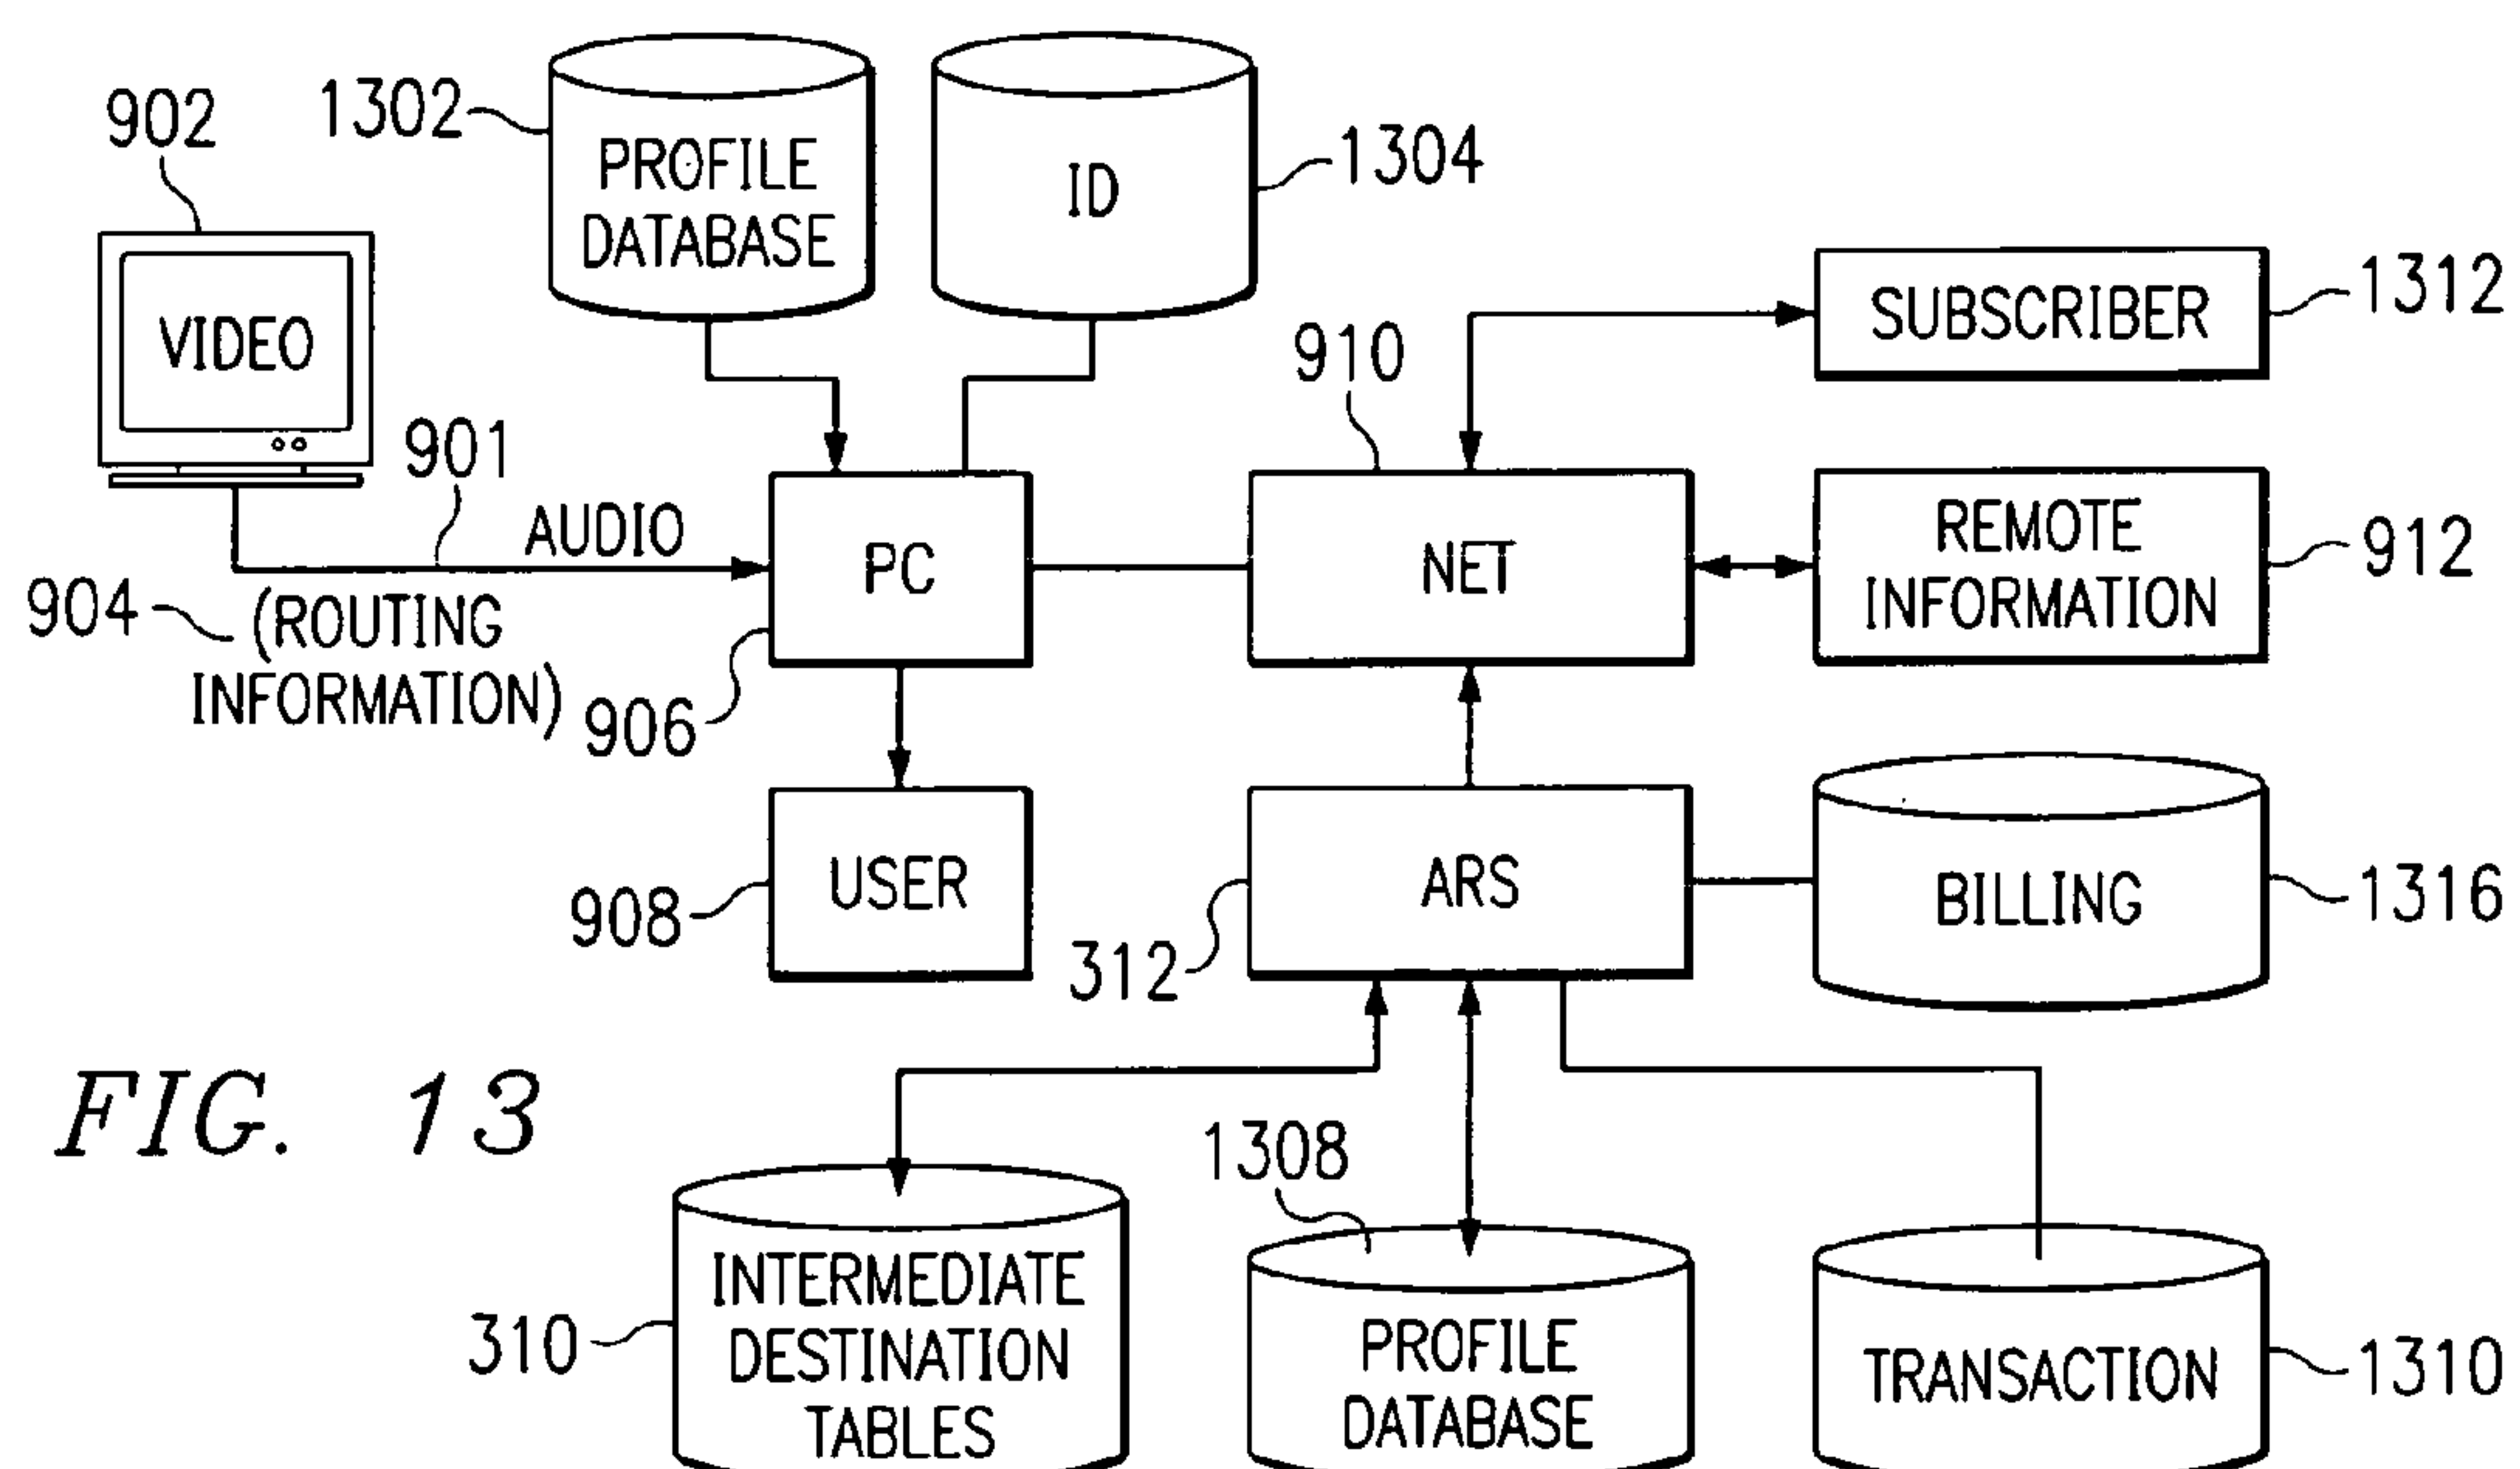 902
1302
PROFILE
DATABASE
ID
1304
VIDEO
SUBSCRIBER
1312
910
901
AUDIO
PC
NET
REMOTE
INFORMATION
912
904
(ROUTING
INFORMATION)
906
USER
908
ARS
312
BILLING
1316
FIG. 13
1308
310
INTERMEDIATE
DESTINATION
TABLES
PROFILE
DATABASE
TRANSACTION
1310